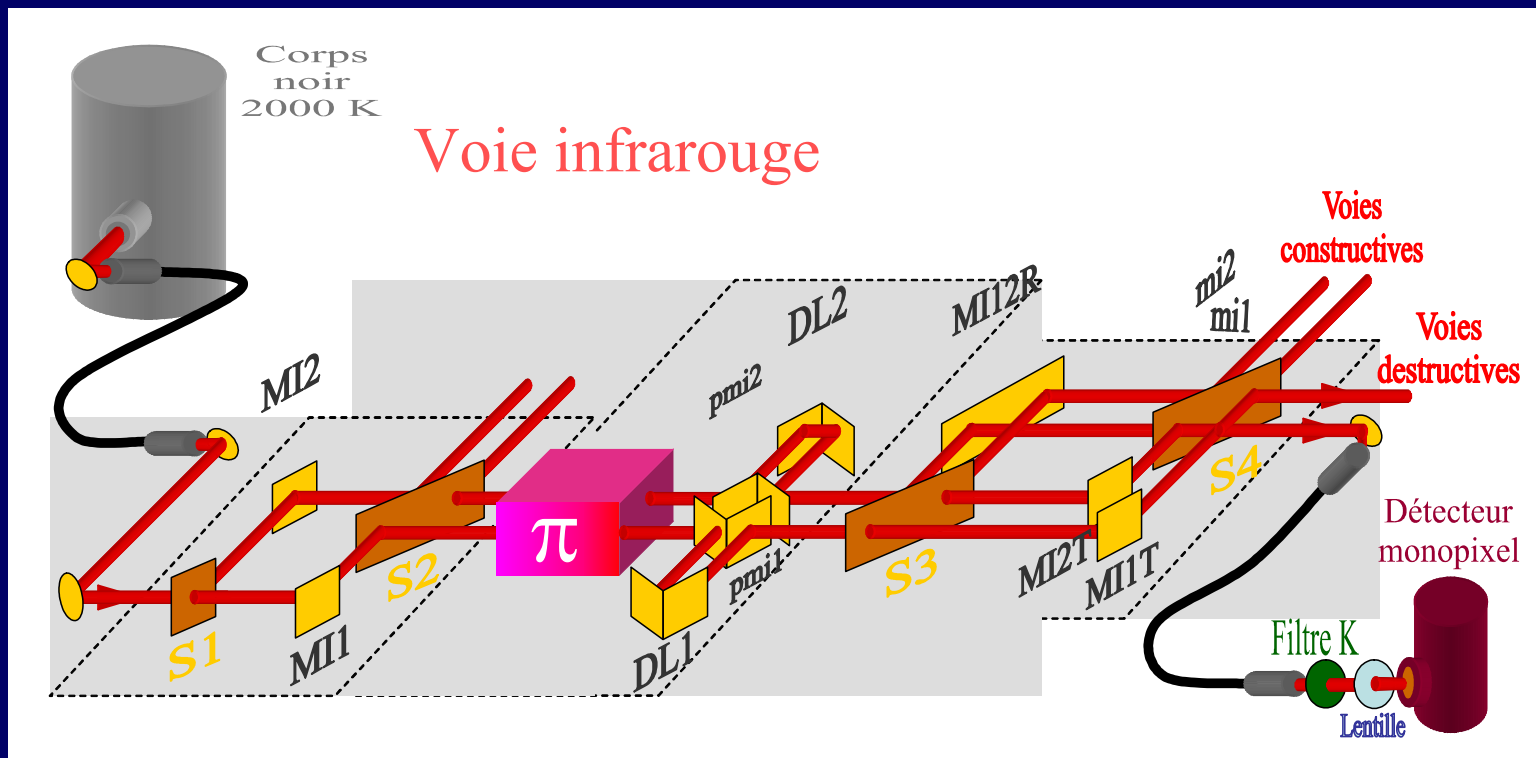 Corps
noir
2000 K
Voie infrarouge
Voies
constructives
Voies
destructives
mi2
mi1
MI12R
DL2
pmi2
MI2
π
S4
S3
S2
S1
MI1
DL1
pmi1
MI2T
MI1T
Détecteur
monopixel
Filtre K
Lentille